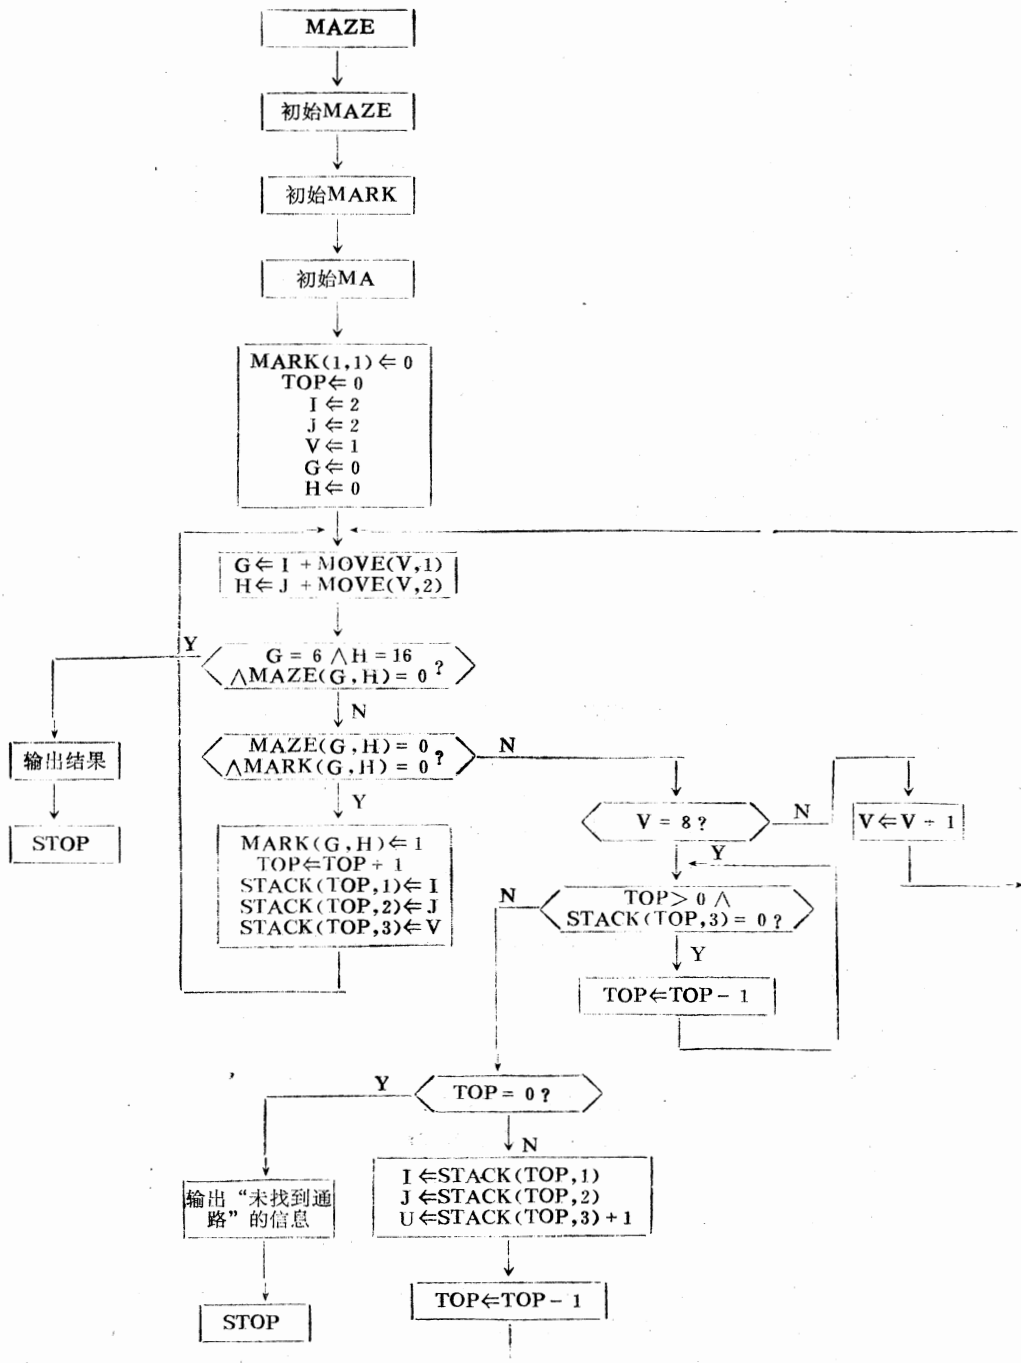 MAZE
初始MAZE
初始MARK
初始MA
MARK(1,1)⇐0
TOP⇐0
I⇐2
J⇐2
V⇐1
G⇐0
H⇐0
G⇐I+MOVE(V,1)
H⇐J+MOVE(V,2)
Y
G=6∧H=16
∧MAZE(G,H)=0?
N
MAZE(G,H)=0
∧MARK(G,H)=0?
N
Y
输出结果
STOP
MARK(G,H)⇐1
TOP⇐TOP+1
STACK(TOP,1)⇐I
STACK(TOP,2)⇐J
STACK(TOP,3)⇐V
V=8?
N
V⇐V+1
Y
N
TOP>0∧
STACK(TOP,3)=0?
Y
TOP⇐TOP-1
Y
TOP=0?
N
输出“未找到通
路”的信息
STOP
I⇐STACK(TOP,1)
J⇐STACK(TOP,2)
U⇐STACK(TOP,3)+1
TOP⇐TOP-1